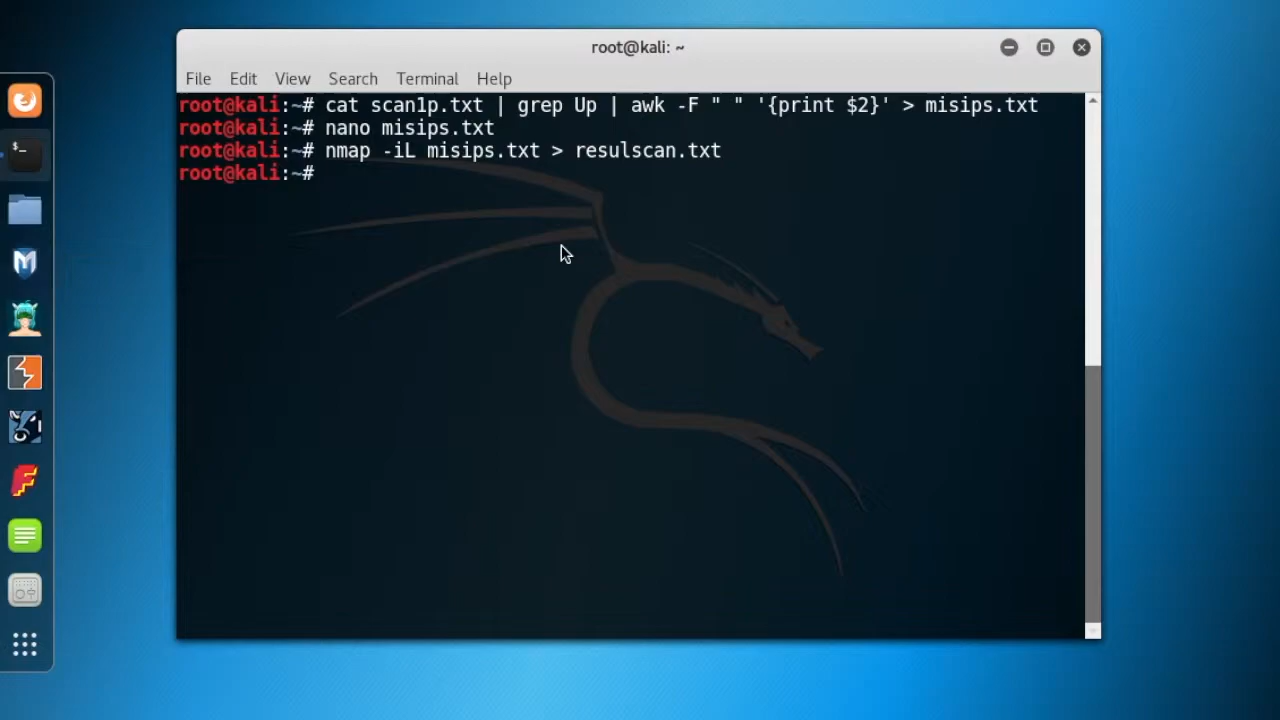 root@kali: ~
File Edit View Search Terminal Help
root@kali:~# cat scan1p.txt | grep Up | awk -F " " '{print $2}' > misips.txt
root@kali:~# nano misips.txt
root@kali:~# nmap -iL misips.txt > resulscan.txt
root@kali:~#